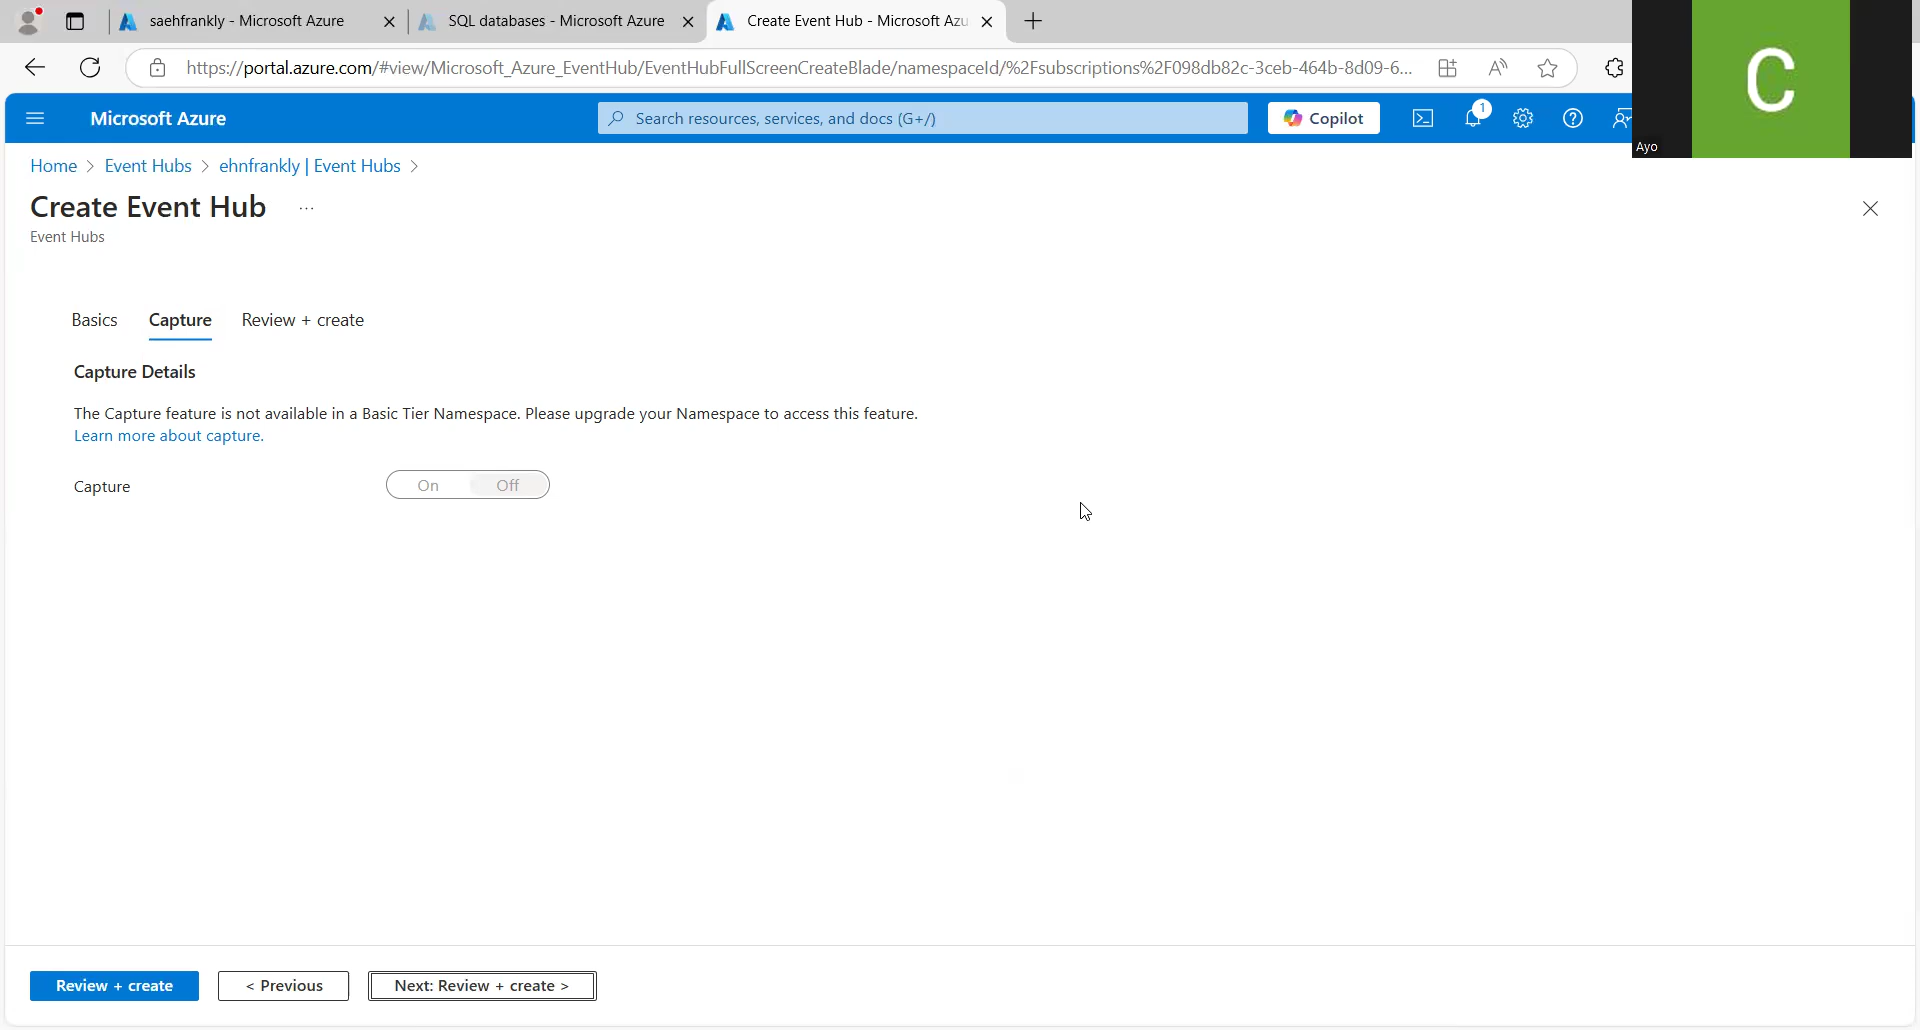 saehfrankly - Microsoft Azure
SQL databases - Microsoft Azure
Create Event Hub - Microsoft Azu
https://portal.azure.com/#view/Microsoft_Azure_EventHub/EventHubFullScreenCreateBlade/namespaceId/%2Fsubscriptions%2F098db82c-3ceb-464b-8d09-6...
C
Ayo
Microsoft Azure
Search resources, services, and docs (G+/)
Copilot
1
Home > Event Hubs > ehnfrankly | Event Hubs >
Create Event Hub ...
Event Hubs
Basics
Capture
Review + create
Capture Details
The Capture feature is not available in a Basic Tier Namespace. Please upgrade your Namespace to access this feature.
Learn more about capture.
Capture
On
Off
Review + create
< Previous
Next: Review + create >